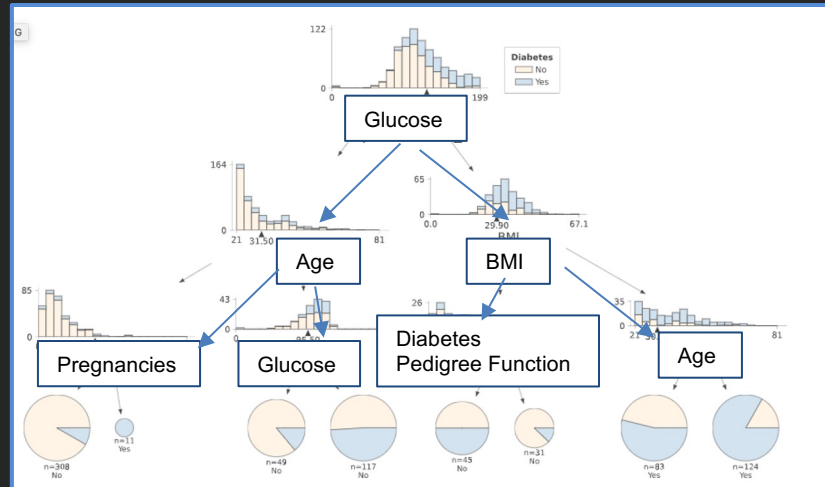 G
122
0
0
199
Diabetes
No
Yes
Glucose
164
0
21
31.50
81
65
0
0.0
29.90
67.1
BMI
Age
BMI
85
0
43
0
26
35
0
21
81
Pregnancies
Glucose
Diabetes
Pedigree Function
Age
n=308
No
n=11
Yes
n=49
No
n=117
No
n=45
No
n=31
No
n=83
Yes
n=124
Yes